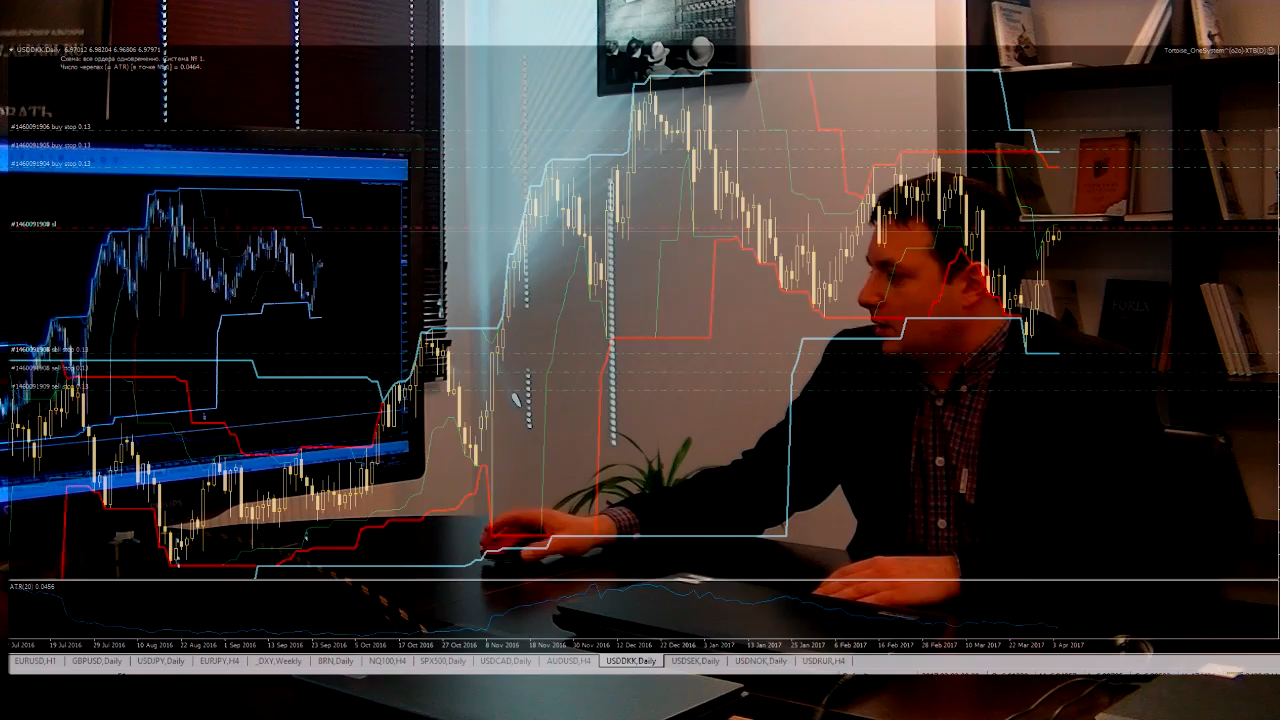 USDDKK,Daily 6.97012 6.98204 6.96806 6.97971
Tortoise_OneSystem^(o2o)-XTB(D)
Схема: все ордера одновременно. Система № 1.
Число черепах (= ATR) [в точке № 1] = 0.0464.
ОВАТЬ
#1460091906 buy stop 0.13
#1460091905 buy stop 0.13
#1460091904 buy stop 0.13
sell stop 0.13
#1460091908 sell stop 0.13
#1460091909 sell stop 0.13
FOREX
ATR(20) 0.0456
Jul 2016 19 Jul 2016 29 Jul 2016 10 Aug 2016 22 Aug 2016 1 Sep 2016 13 Sep 2016 23 Sep 2016 5 Oct 2016 17 Oct 2016 27 Oct 2016 8 Nov 2016 18 Nov 2016 30 Nov 2016 12 Dec 2016 22 Dec 2016 3 Jan 2017 13 Jan 2017 25 Jan 2017 6 Feb 2017 16 Feb 2017 28 Feb 2017 10 Mar 2017 22 Mar 2017 3 Apr 2017
EURUSD,H1 GBPUSD,Daily USDJPY,Daily EURJPY,H4 _DXY,Weekly BRN,Daily NQ100,H4 SPX500,Daily USDCAD,Daily AUDUSD,H4 USDDKK,Daily USDSEK,Daily USDNOK,Daily USDRUR,H4